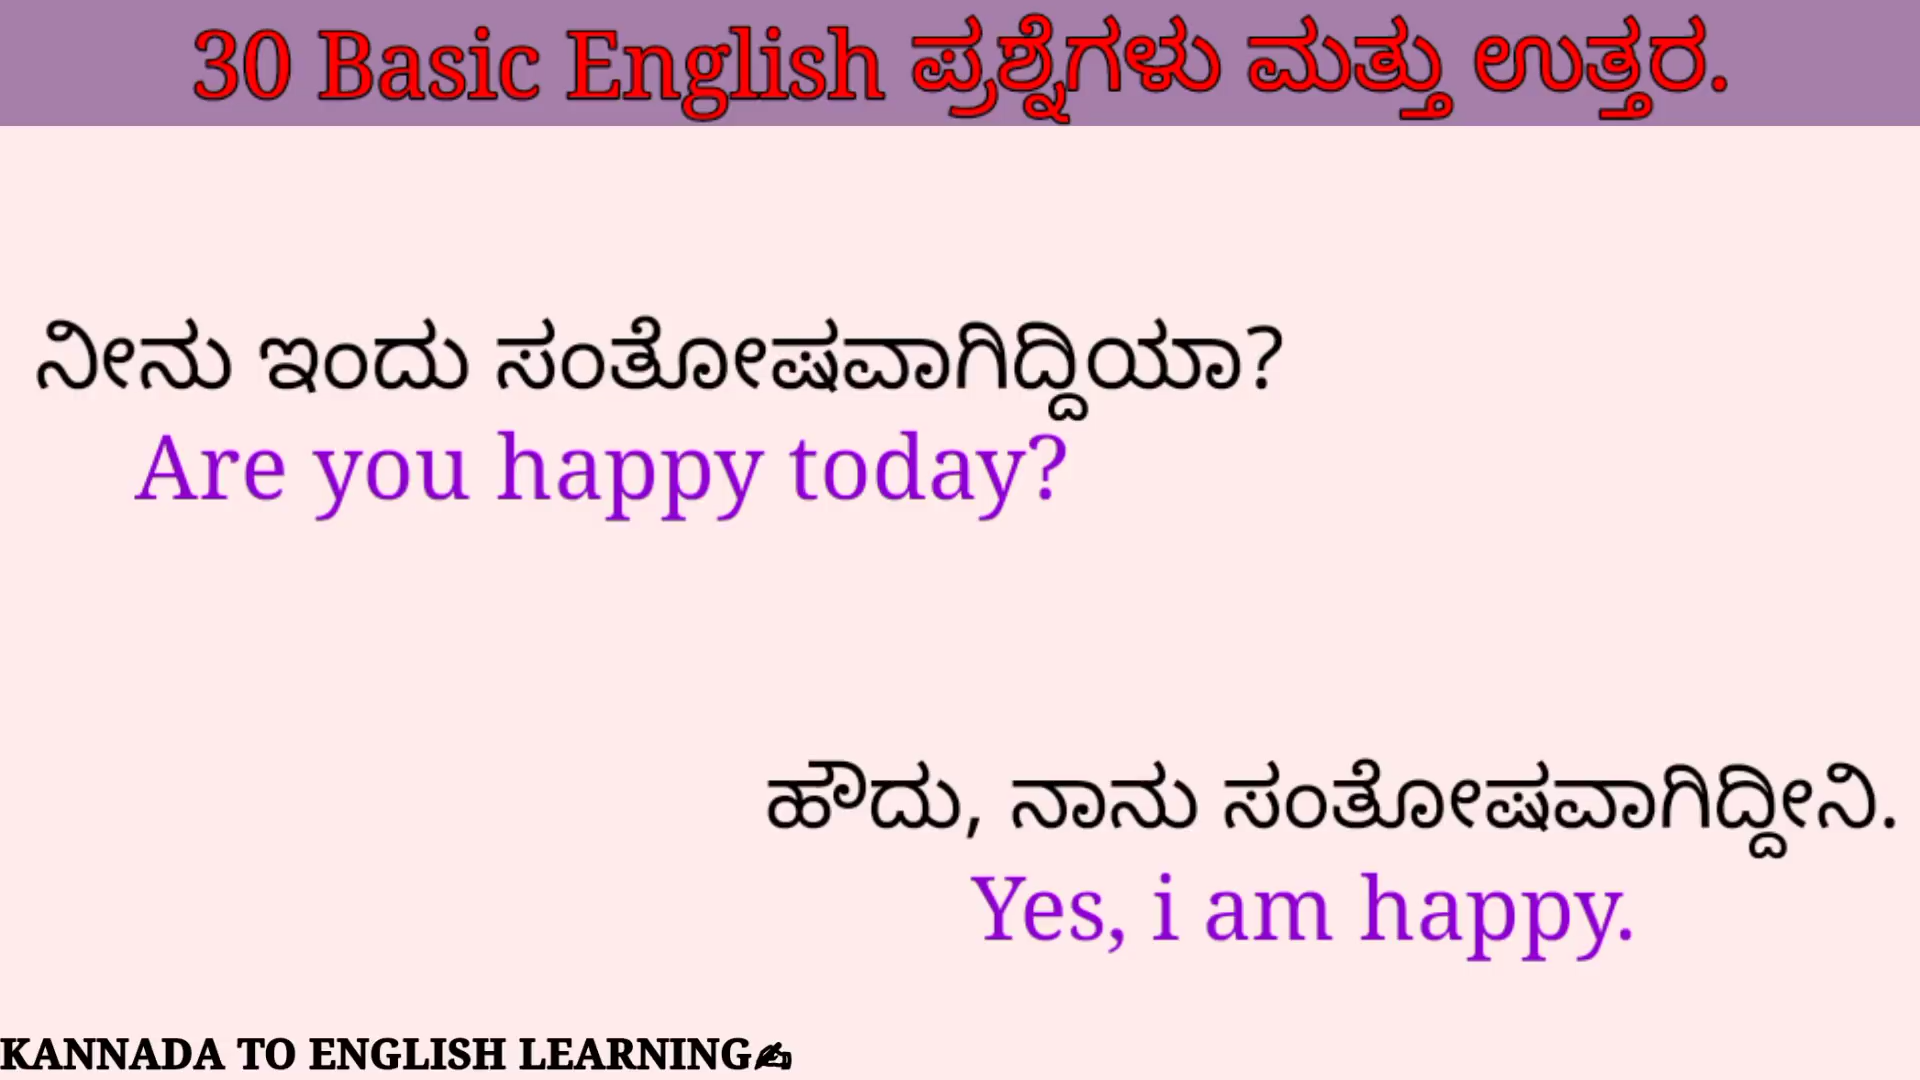 30 Basic English ಪ್ರಶ್ನೆಗಳು ಮತ್ತು ಉತ್ತರ.
ನೀನು ಇಂದು ಸಂತೋಷವಾಗಿದ್ದಿಯಾ?
Are you happy today?
ಹೌದು, ನಾನು ಸಂತೋಷವಾಗಿದ್ದೀನಿ.
Yes, i am happy.
KANNADA TO ENGLISH LEARNING✍